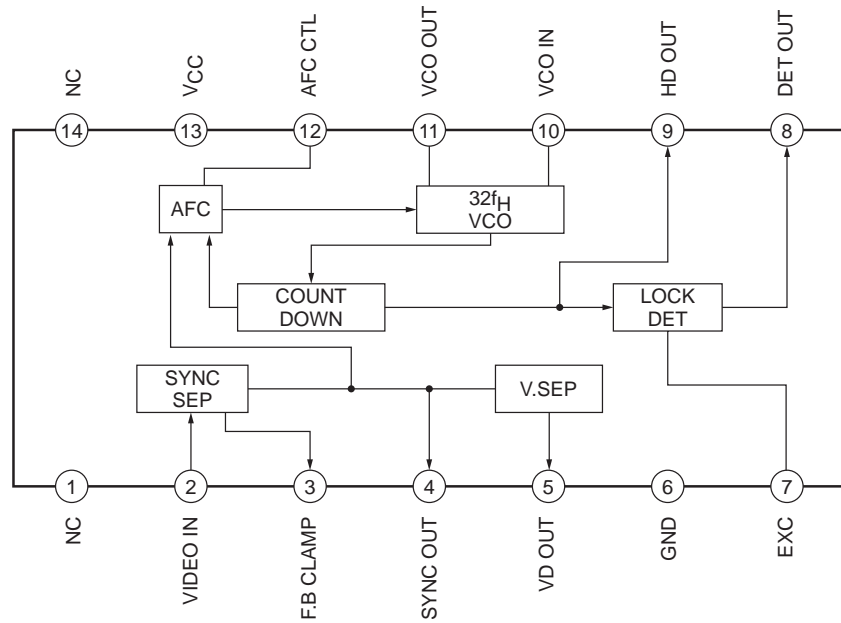 NC
VCC
AFC CTL
VCO OUT
VCO IN
HD OUT
DET OUT
14
13
12
11
10
9
8
AFC
32fH
VCO
COUNT
DOWN
LOCK
DET
SYNC
SEP
V.SEP
1
2
3
4
5
6
7
NC
VIDEO IN
F.B CLAMP
SYNC OUT
VD OUT
GND
EXC